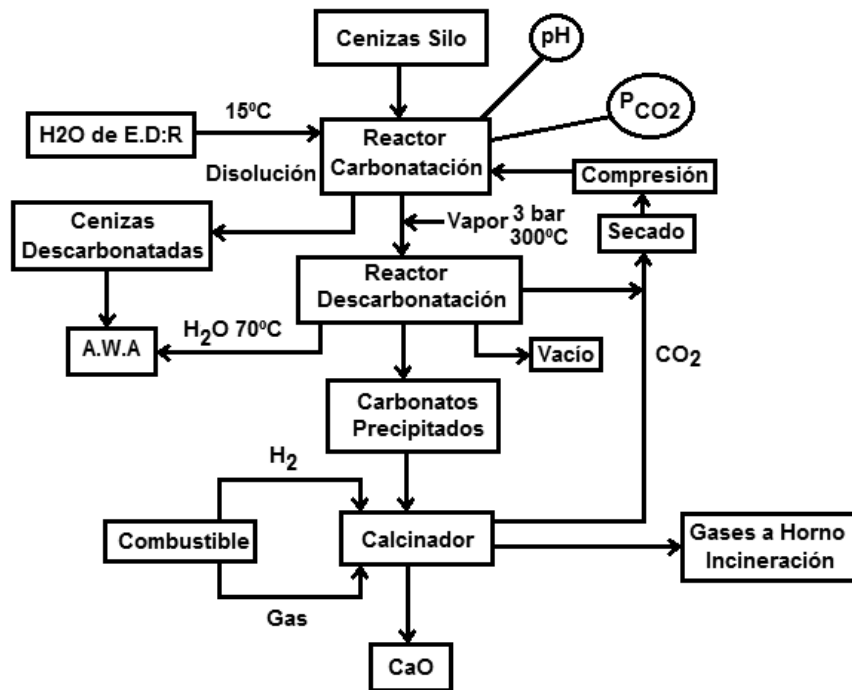 Cenizas Silo
pH
P CO2
H2O de E.D:R
15ºC
Reactor
Carbonatación
Disolución
Compresión
Cenizas
Descarbonatadas
Vapor 3 bar
300ºC
Secado
Reactor
Descarbonatación
A.W.A
H2O 70ºC
Vacío
CO2
Carbonatos
Precipitados
H2
Combustible
Calcinador
Gases a Horno
Incineración
Gas
CaO